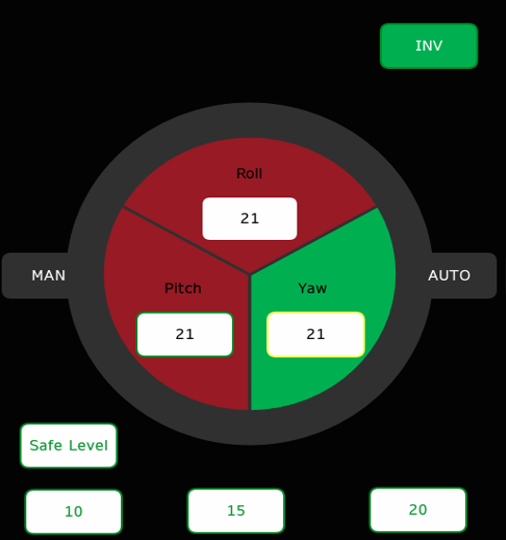 INV
Roll
21
MAN
AUTO
Pitch
Yaw
21
21
Safe Level
10
15
20